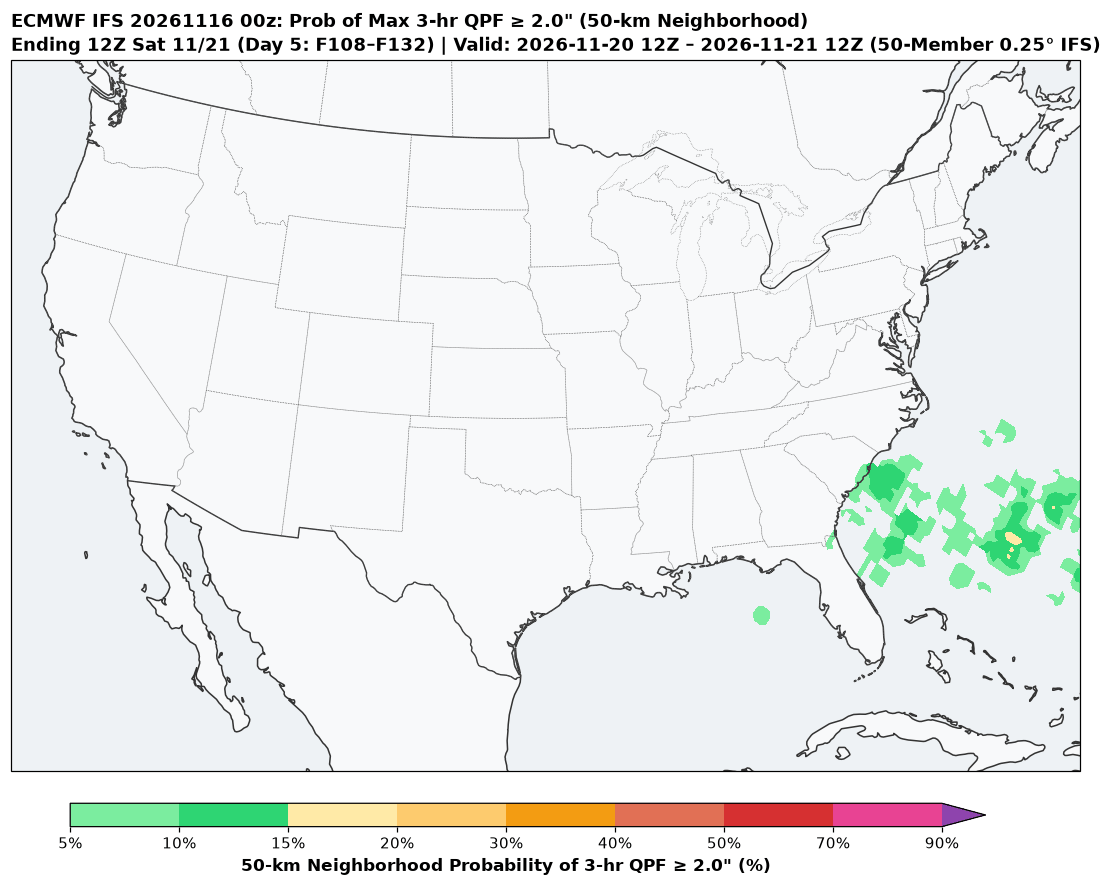 ECMWF IFS 20261116 00z: Prob of Max 3-hr QPF ≥ 2.0" (50-km Neighborhood)
Ending 12Z Sat 11/21 (Day 5: F108–F132) | Valid: 2026-11-20 12Z – 2026-11-21 12Z (50-Member 0.25° IFS)
5% 10% 15% 20% 30% 40% 50% 70% 90%
50-km Neighborhood Probability of 3-hr QPF ≥ 2.0" (%)